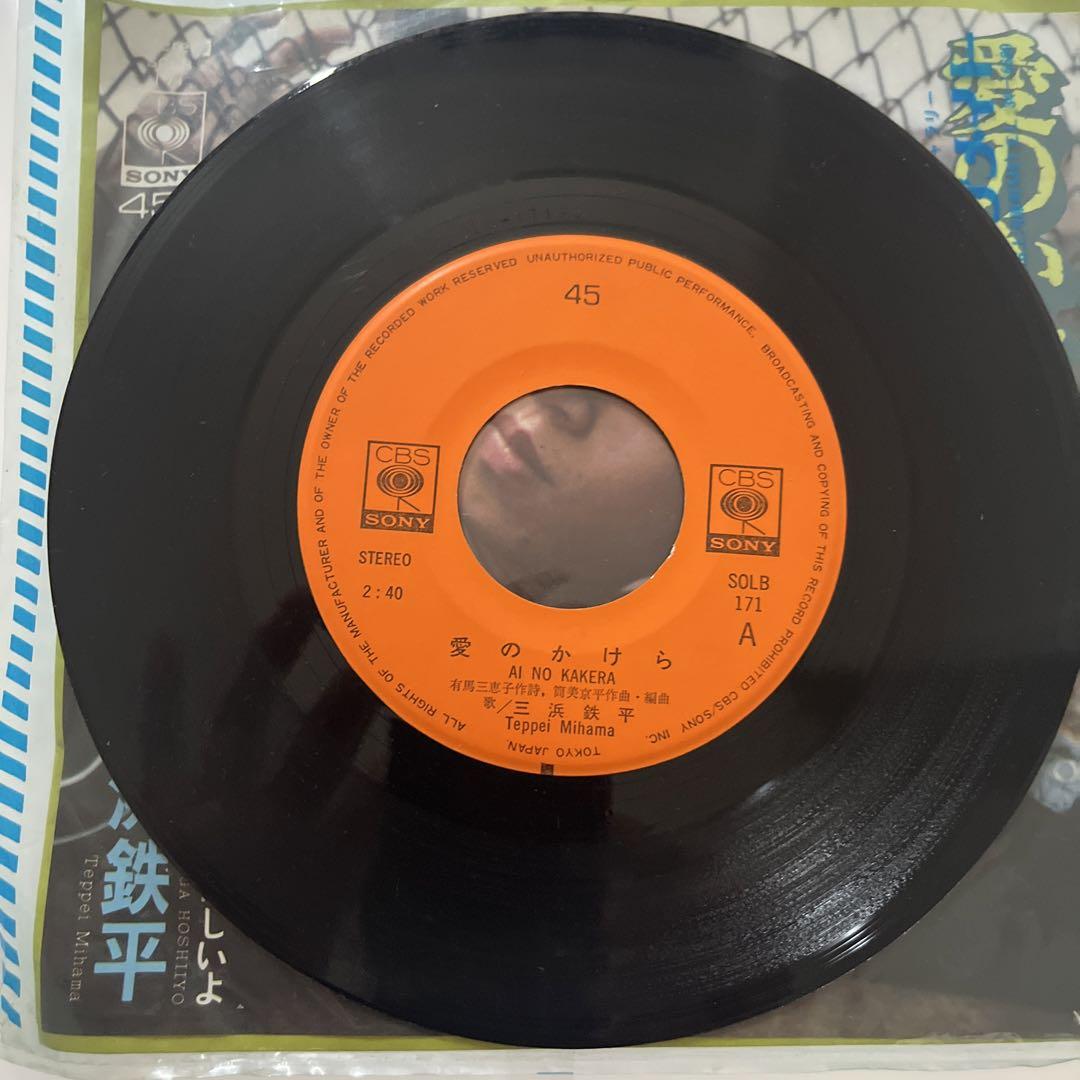 CBS
SONY
45
愛の
45
CBS
SONY
CBS
SONY
STEREO
2:40
SOLB
171
A
愛のかけら
AI NO KAKERA
有馬三恵子作詩，筒美京平作曲・編曲
歌／三浜鉄平
Teppei Mihama
ALL RIGHTS OF THE MANUFACTURER AND OF THE OWNER OF THE RECORDED WORK RESERVED UNAUTHORIZED PUBLIC PERFORMANCE, BROADCASTING AND COPYING OF THIS RECORD PROHIBITED CBS/SONY INC. TOKYO JAPAN.
鉄平
Teppei Mihama
しいよ
GA HOSHIIYO